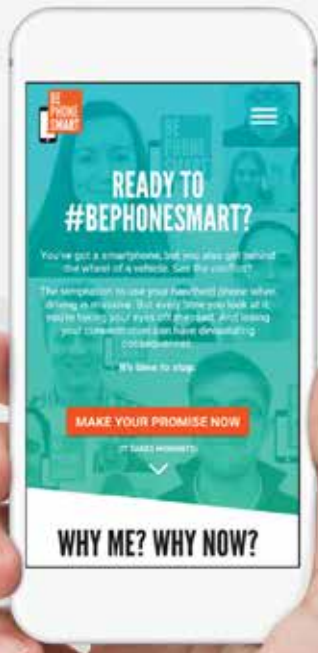 BE
PHONE
SMART
BE
PHONE
SMART
READY TO
#BEPHONESMART?
You've got a smartphone, but you also get behind
the wheel of a vehicle. See the conflict?
The temptation to use your handheld phone when
driving is massive. But every time you look at it,
you're taking your eyes off the road. And losing
your concentration can have devastating
consequences.
It's time to stop.
MAKE YOUR PROMISE NOW
IT TAKES MOMENTS
WHY ME? WHY NOW?